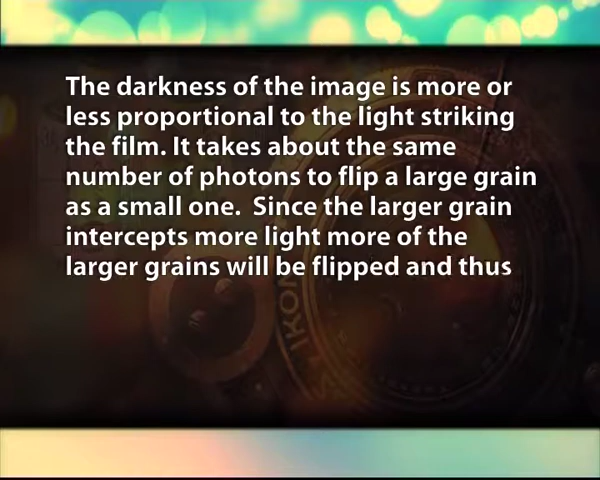 The darkness of the image is more or
less proportional to the light striking
the film. It takes about the same
number of photons to flip a large grain
as a small one.  Since the larger grain
intercepts more light more of the
larger grains will be flipped and thus
IKON